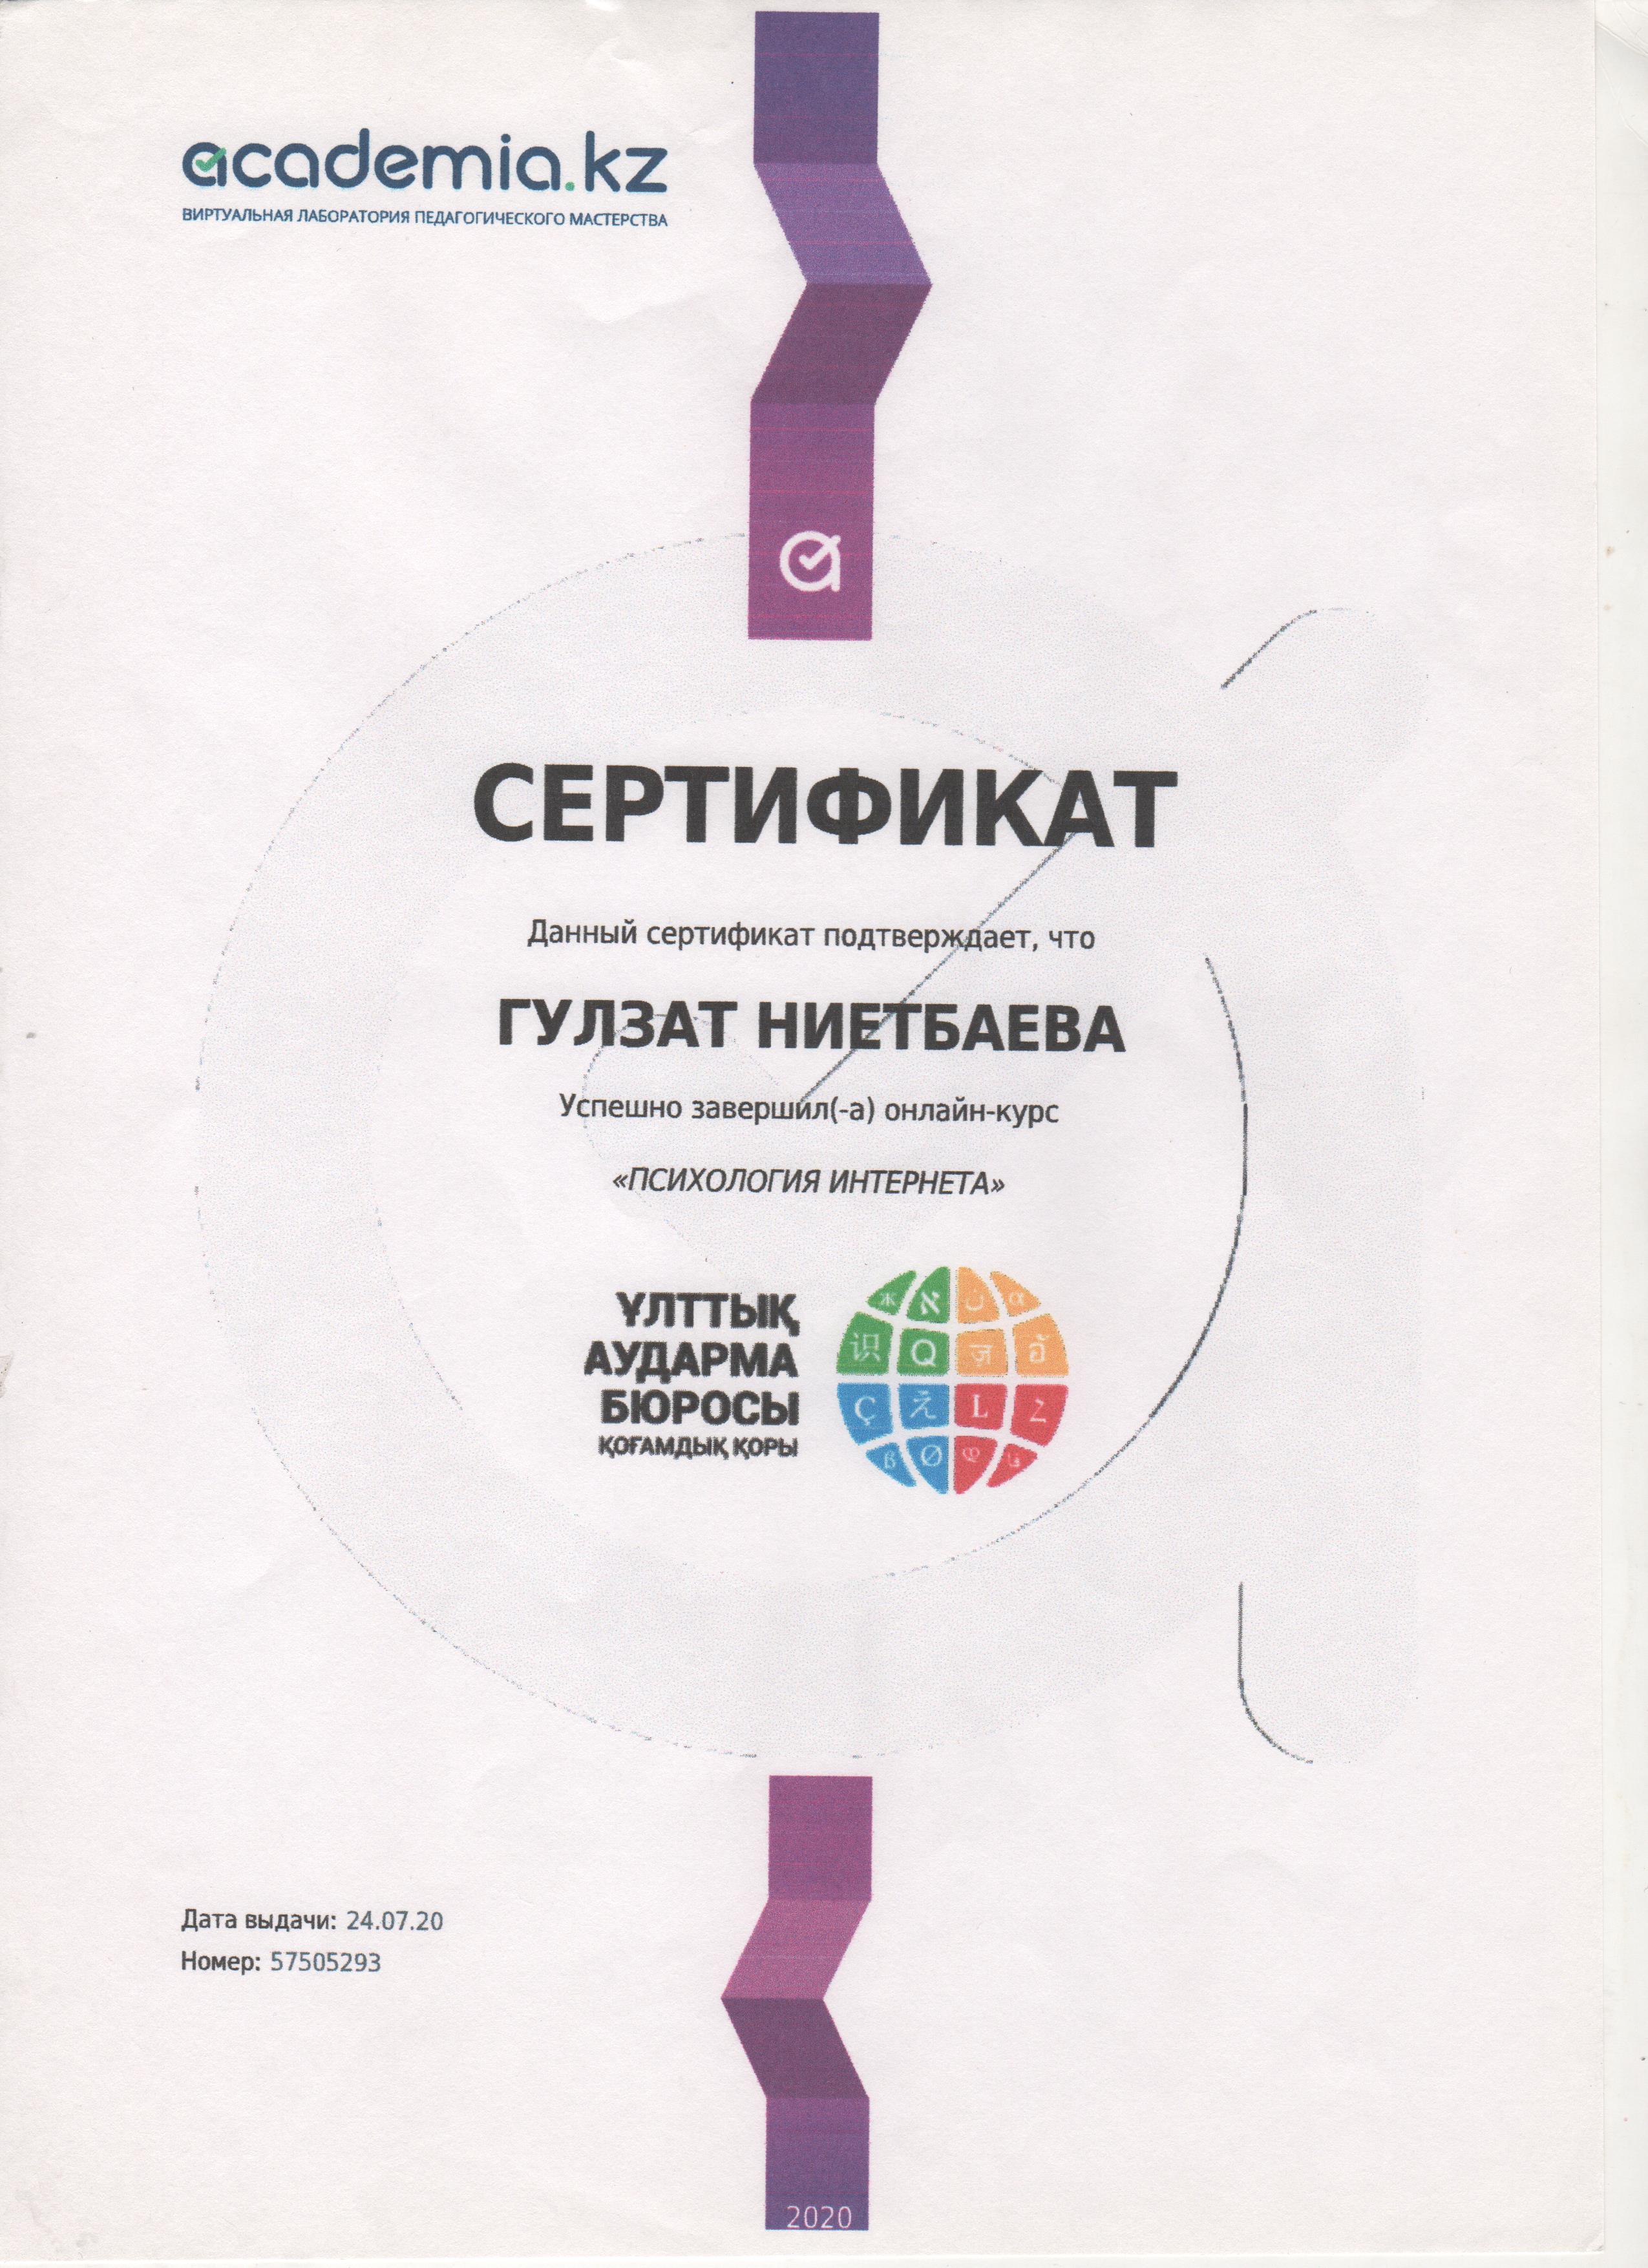 academia.kz
ВИРТУАЛЬНАЯ ЛАБОРАТОРИЯ ПЕДАГОГИЧЕСКОГО МАСТЕРСТВА
СЕРТИФИКАТ
Данный сертификат подтверждает, что
ГУЛЗАТ НИЕТБАЕВА
Успешно завершил(-а) онлайн-курс
«ПСИХОЛОГИЯ ИНТЕРНЕТА»
ҰЛТТЫҚ
АУДАРМА
БЮРОСЫ
ҚОҒАМДЫҚ ҚОРЫ
Дата выдачи: 24.07.20
Номер: 57505293
2020